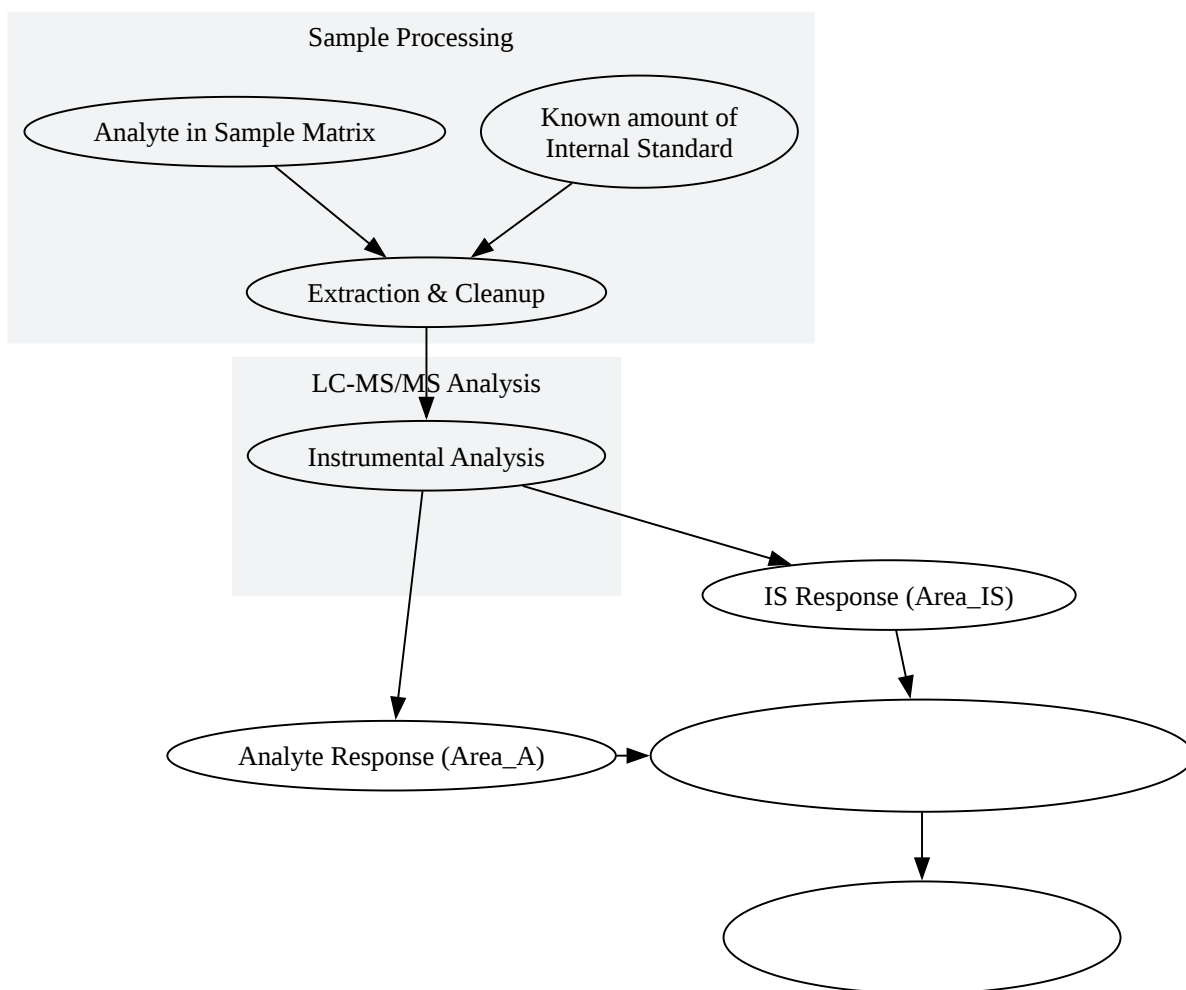 Sample Processing
Analyte in Sample Matrix
Known amount of
Internal Standard
Extraction & Cleanup
LC-MS/MS Analysis
Instrumental Analysis
IS Response (Area_IS)
Analyte Response (Area_A)